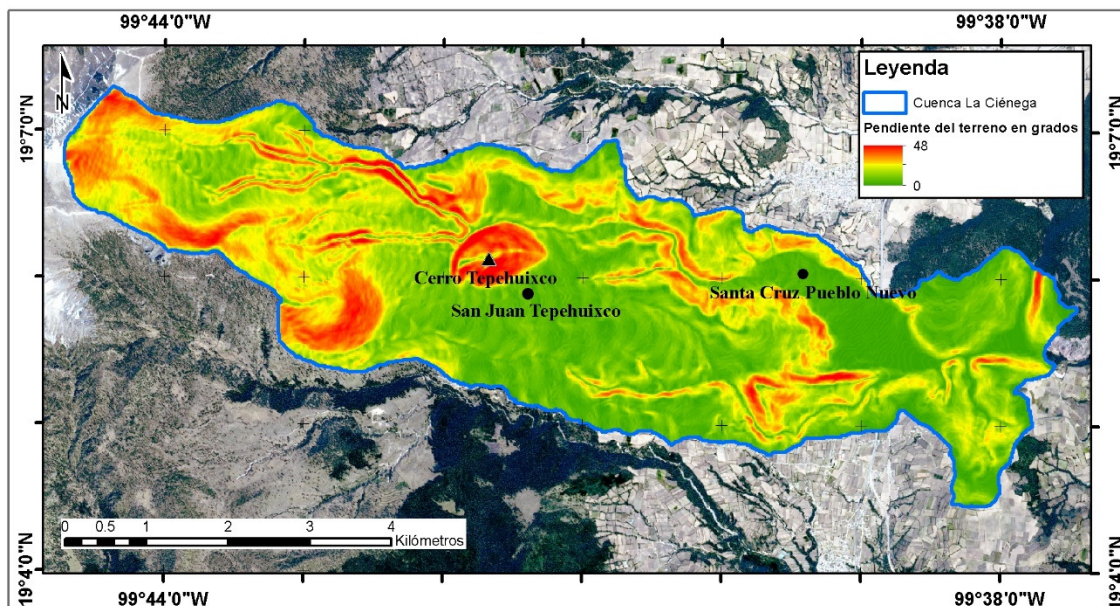 99°44'0"W 99°38'0"W
N
19°7'0"N
19°7'0"N
Leyenda
Cuenca La Ciénega
Pendiente del terreno en grados
48
0
Cerro Tepehuixco
San Juan Tepehuixco
Santa Cruz Pueblo Nuevo
0 0.5 1 2 3 4
Kilómetros
19°4'0"N
19°4'0"N
99°44'0"W 99°38'0"W